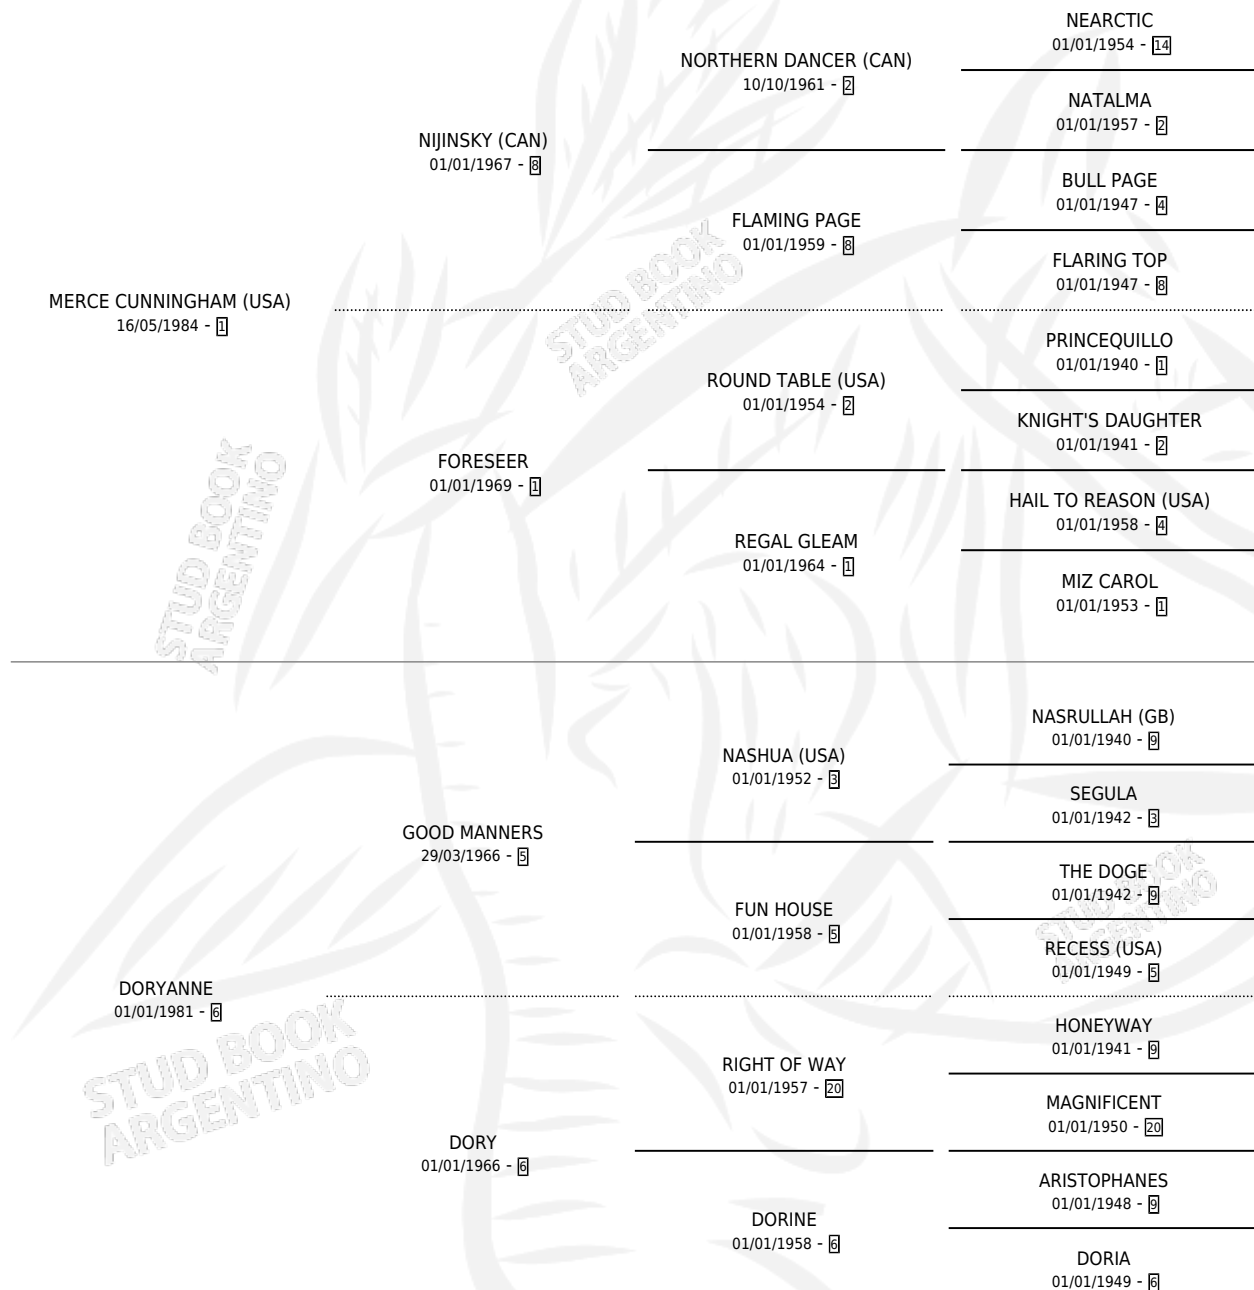 NEARCTIC
01/01/1954 - 14
NORTHERN DANCER (CAN)
10/10/1961 - 2
NATALMA
01/01/1957 - 2
NIJINSKY (CAN)
01/01/1967 - 8
BULL PAGE
01/01/1947 - 4
FLAMING PAGE
01/01/1959 - 8
FLARING TOP
01/01/1947 - 8
MERCE CUNNINGHAM (USA)
16/05/1984 - 1
PRINCEQUILLO
01/01/1940 - 1
ROUND TABLE (USA)
01/01/1954 - 2
KNIGHT'S DAUGHTER
01/01/1941 - 2
FORESEER
01/01/1969 - 1
HAIL TO REASON (USA)
01/01/1958 - 4
REGAL GLEAM
01/01/1964 - 1
MIZ CAROL
01/01/1953 - 1
STUD BOOK
ARGENTINO
STUD BOOK
ARGENTINO
NASRULLAH (GB)
01/01/1940 - 9
NASHUA (USA)
01/01/1952 - 3
SEGULA
01/01/1942 - 3
GOOD MANNERS
29/03/1966 - 5
THE DOGE
01/01/1942 - 9
FUN HOUSE
01/01/1958 - 5
RECESS (USA)
01/01/1949 - 5
STUD BOOK
ARGENTINO
DORYANNE
01/01/1981 - 6
HONEYWAY
01/01/1941 - 9
RIGHT OF WAY
01/01/1957 - 20
MAGNIFICENT
01/01/1950 - 20
STUD BOOK
ARGENTINO
DORY
01/01/1966 - 6
ARISTOPHANES
01/01/1948 - 9
DORINE
01/01/1958 - 6
DORIA
01/01/1949 - 6